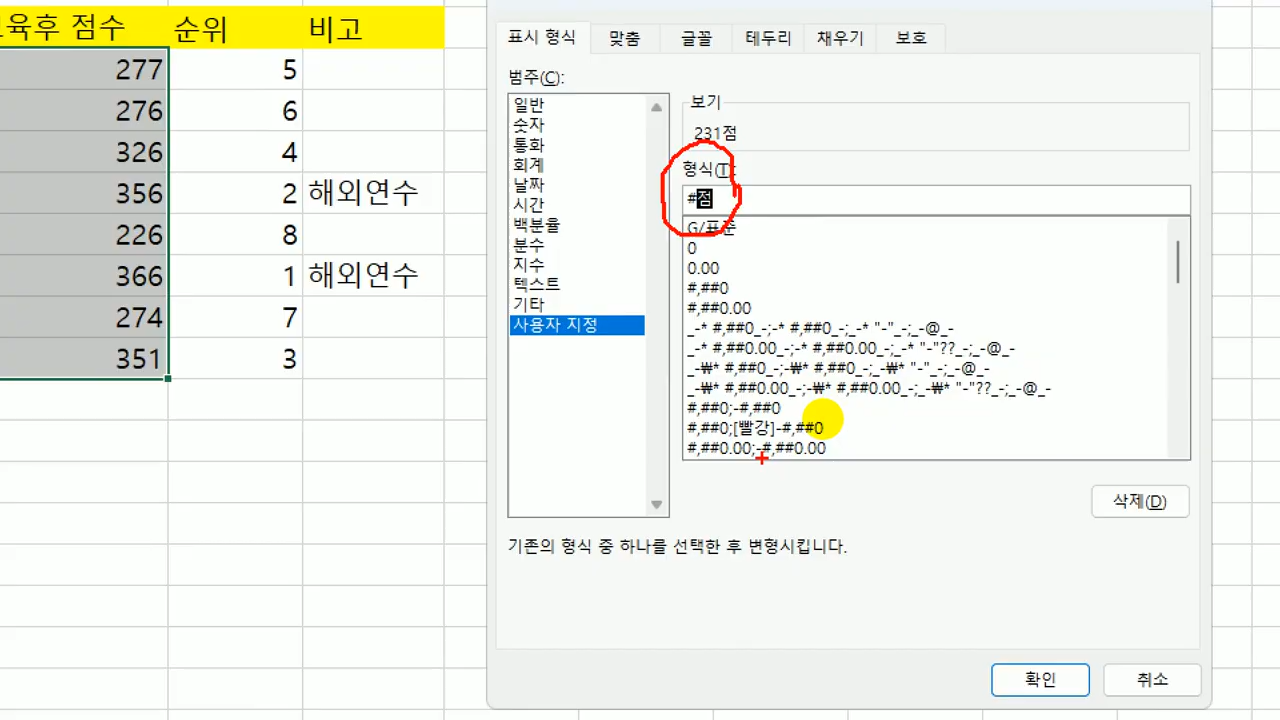 육후 점수 순위 비고
277 5
276 6
326 4
356 2 해외연수
226 8
366 1 해외연수
274 7
351 3
표시 형식 맞춤 글꼴 테두리 채우기 보호
범주(C):
일반
숫자
통화
회계
날짜
시간
백분율
분수
지수
텍스트
기타
사용자 지정
보기
231점
형식(T):
#점
G/표준
0
0.00
#,##0
#,##0.00
_-* #,##0_-;-* #,##0_-;_-* "-"_-;_-@_-
_-* #,##0.00_-;-* #,##0.00_-;_-* "-"??_-;_-@_-
_-₩* #,##0_-;-₩* #,##0_-;_-₩* "-"_-;_-@_-
_-₩* #,##0.00_-;-₩* #,##0.00_-;_-₩* "-"??_-;_-@_-
#,##0;-#,##0
#,##0;[빨강]-#,##0
#,##0.00;-#,##0.00
삭제(D)
기존의 형식 중 하나를 선택한 후 변형시킵니다.
확인 취소